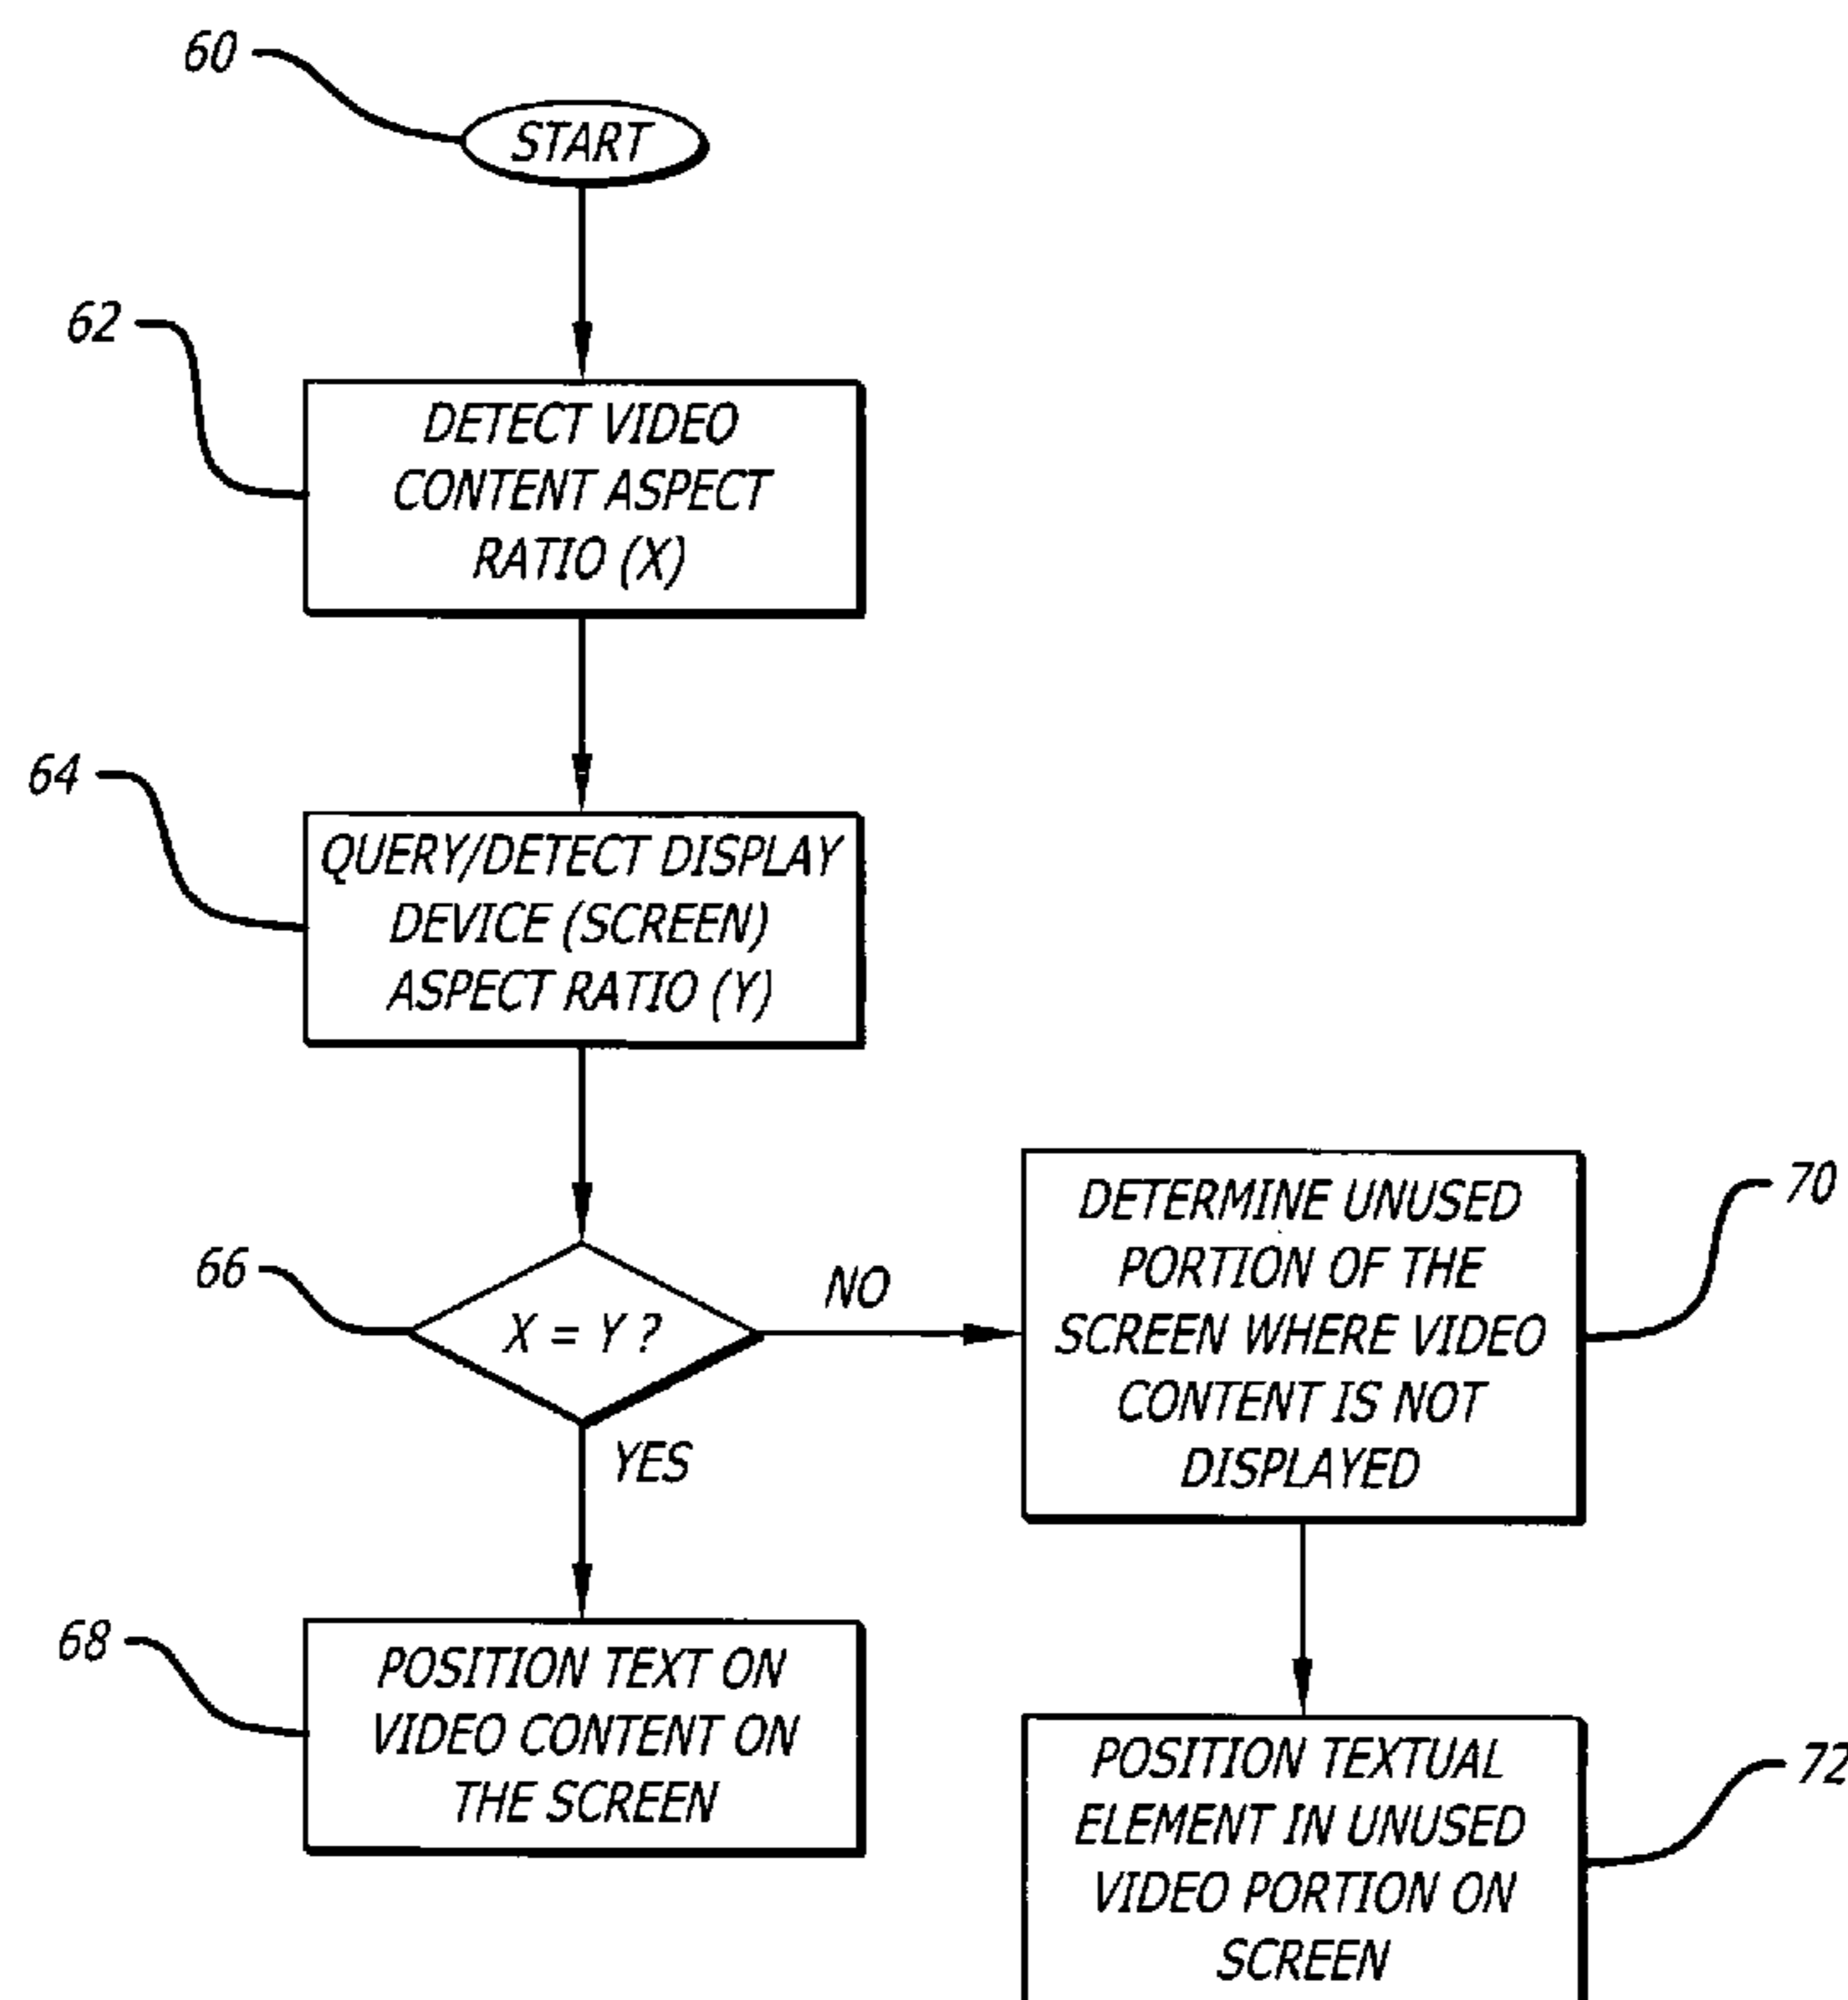 60
START
62
DETECT VIDEO
CONTENT ASPECT
RATIO (X)
64
QUERY/DETECT DISPLAY
DEVICE (SCREEN)
ASPECT RATIO (Y)
66
X = Y ?
NO
YES
70
DETERMINE UNUSED
PORTION OF THE
SCREEN WHERE VIDEO
CONTENT IS NOT
DISPLAYED
68
POSITION TEXT ON
VIDEO CONTENT ON
THE SCREEN
72
POSITION TEXTUAL
ELEMENT IN UNUSED
VIDEO PORTION ON
SCREEN